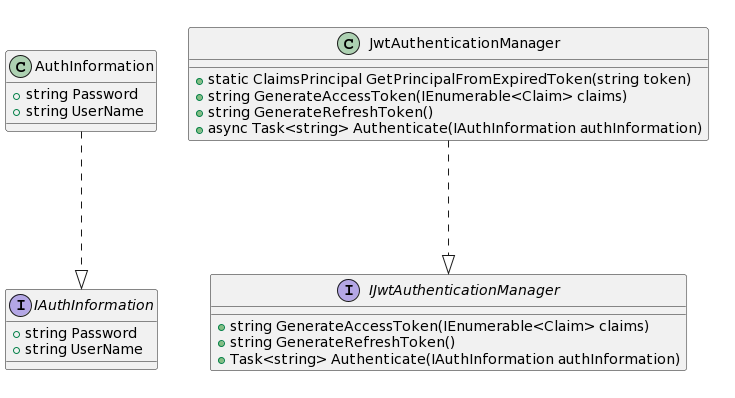 C AuthInformation
string Password
string UserName
C JwtAuthenticationManager
static ClaimsPrincipal GetPrincipalFromExpiredToken(string token)
string GenerateAccessToken(IEnumerable<Claim> claims)
string GenerateRefreshToken()
async Task<string> Authenticate(IAuthInformation authInformation)
I IAuthInformation
string Password
string UserName
I IJwtAuthenticationManager
string GenerateAccessToken(IEnumerable<Claim> claims)
string GenerateRefreshToken()
Task<string> Authenticate(IAuthInformation authInformation)